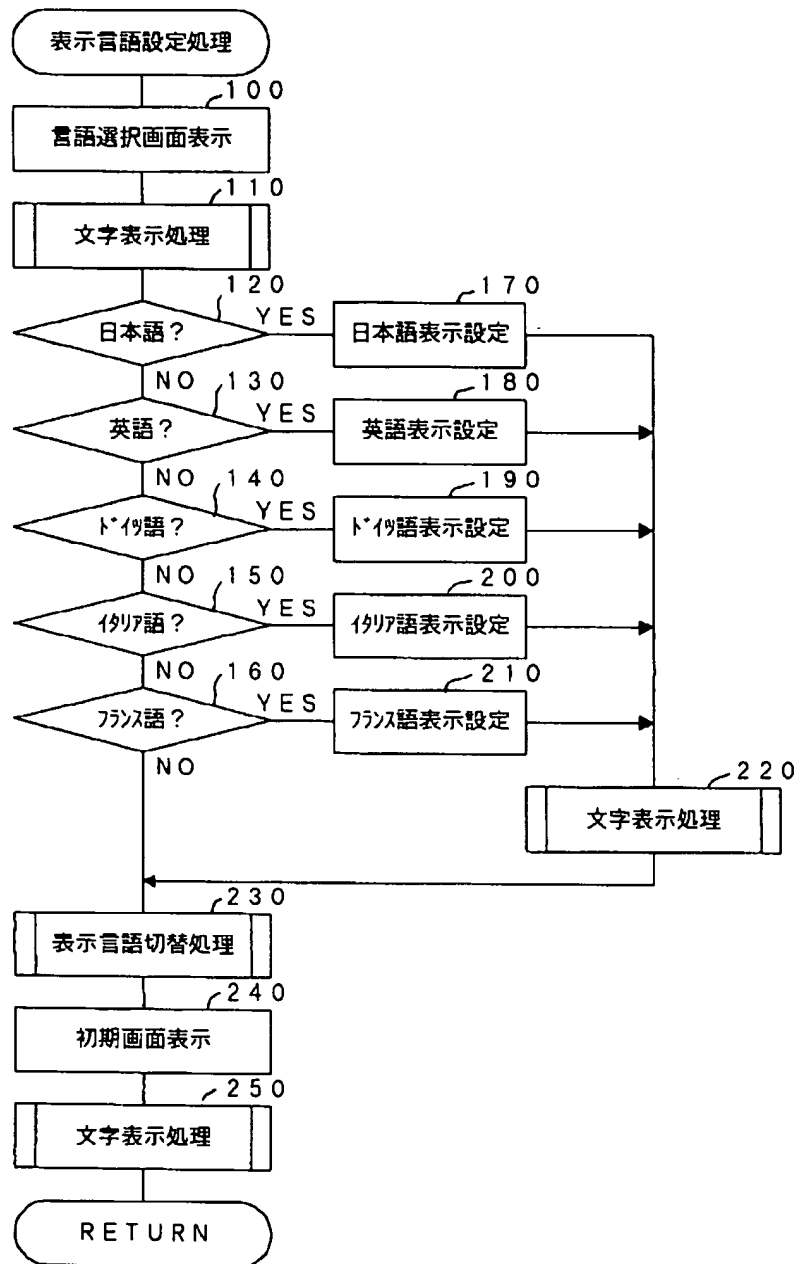 表示言語設定処理
100
言語選択画面表示
110
文字表示処理
120
日本語?
YES
170
日本語表示設定
NO
130
英語?
YES
180
英語表示設定
NO
140
ドイツ語?
YES
190
ドイツ語表示設定
NO
150
イタリア語?
YES
200
イタリア語表示設定
NO
160
フランス語?
YES
210
フランス語表示設定
NO
220
文字表示処理
230
表示言語切替処理
240
初期画面表示
250
文字表示処理
RETURN